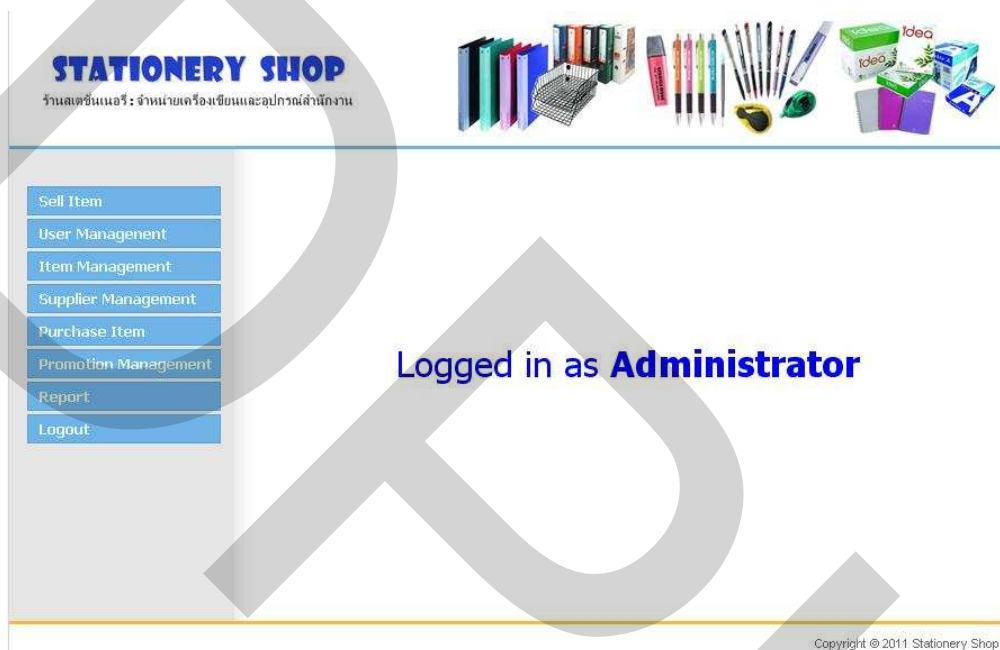 STATIONERY SHOP
ร้านสเตชั่นเนอรี่ : จำหน่ายเครื่องเขียนและอุปกรณ์สำนักงาน
idea
idea
idea
A
Sell Item
User Managenent
Item Management
Supplier Management
Purchase Item
Promotion Management
Report
Logout
Logged in as Administrator
Copyright © 2011 Stationery Shop